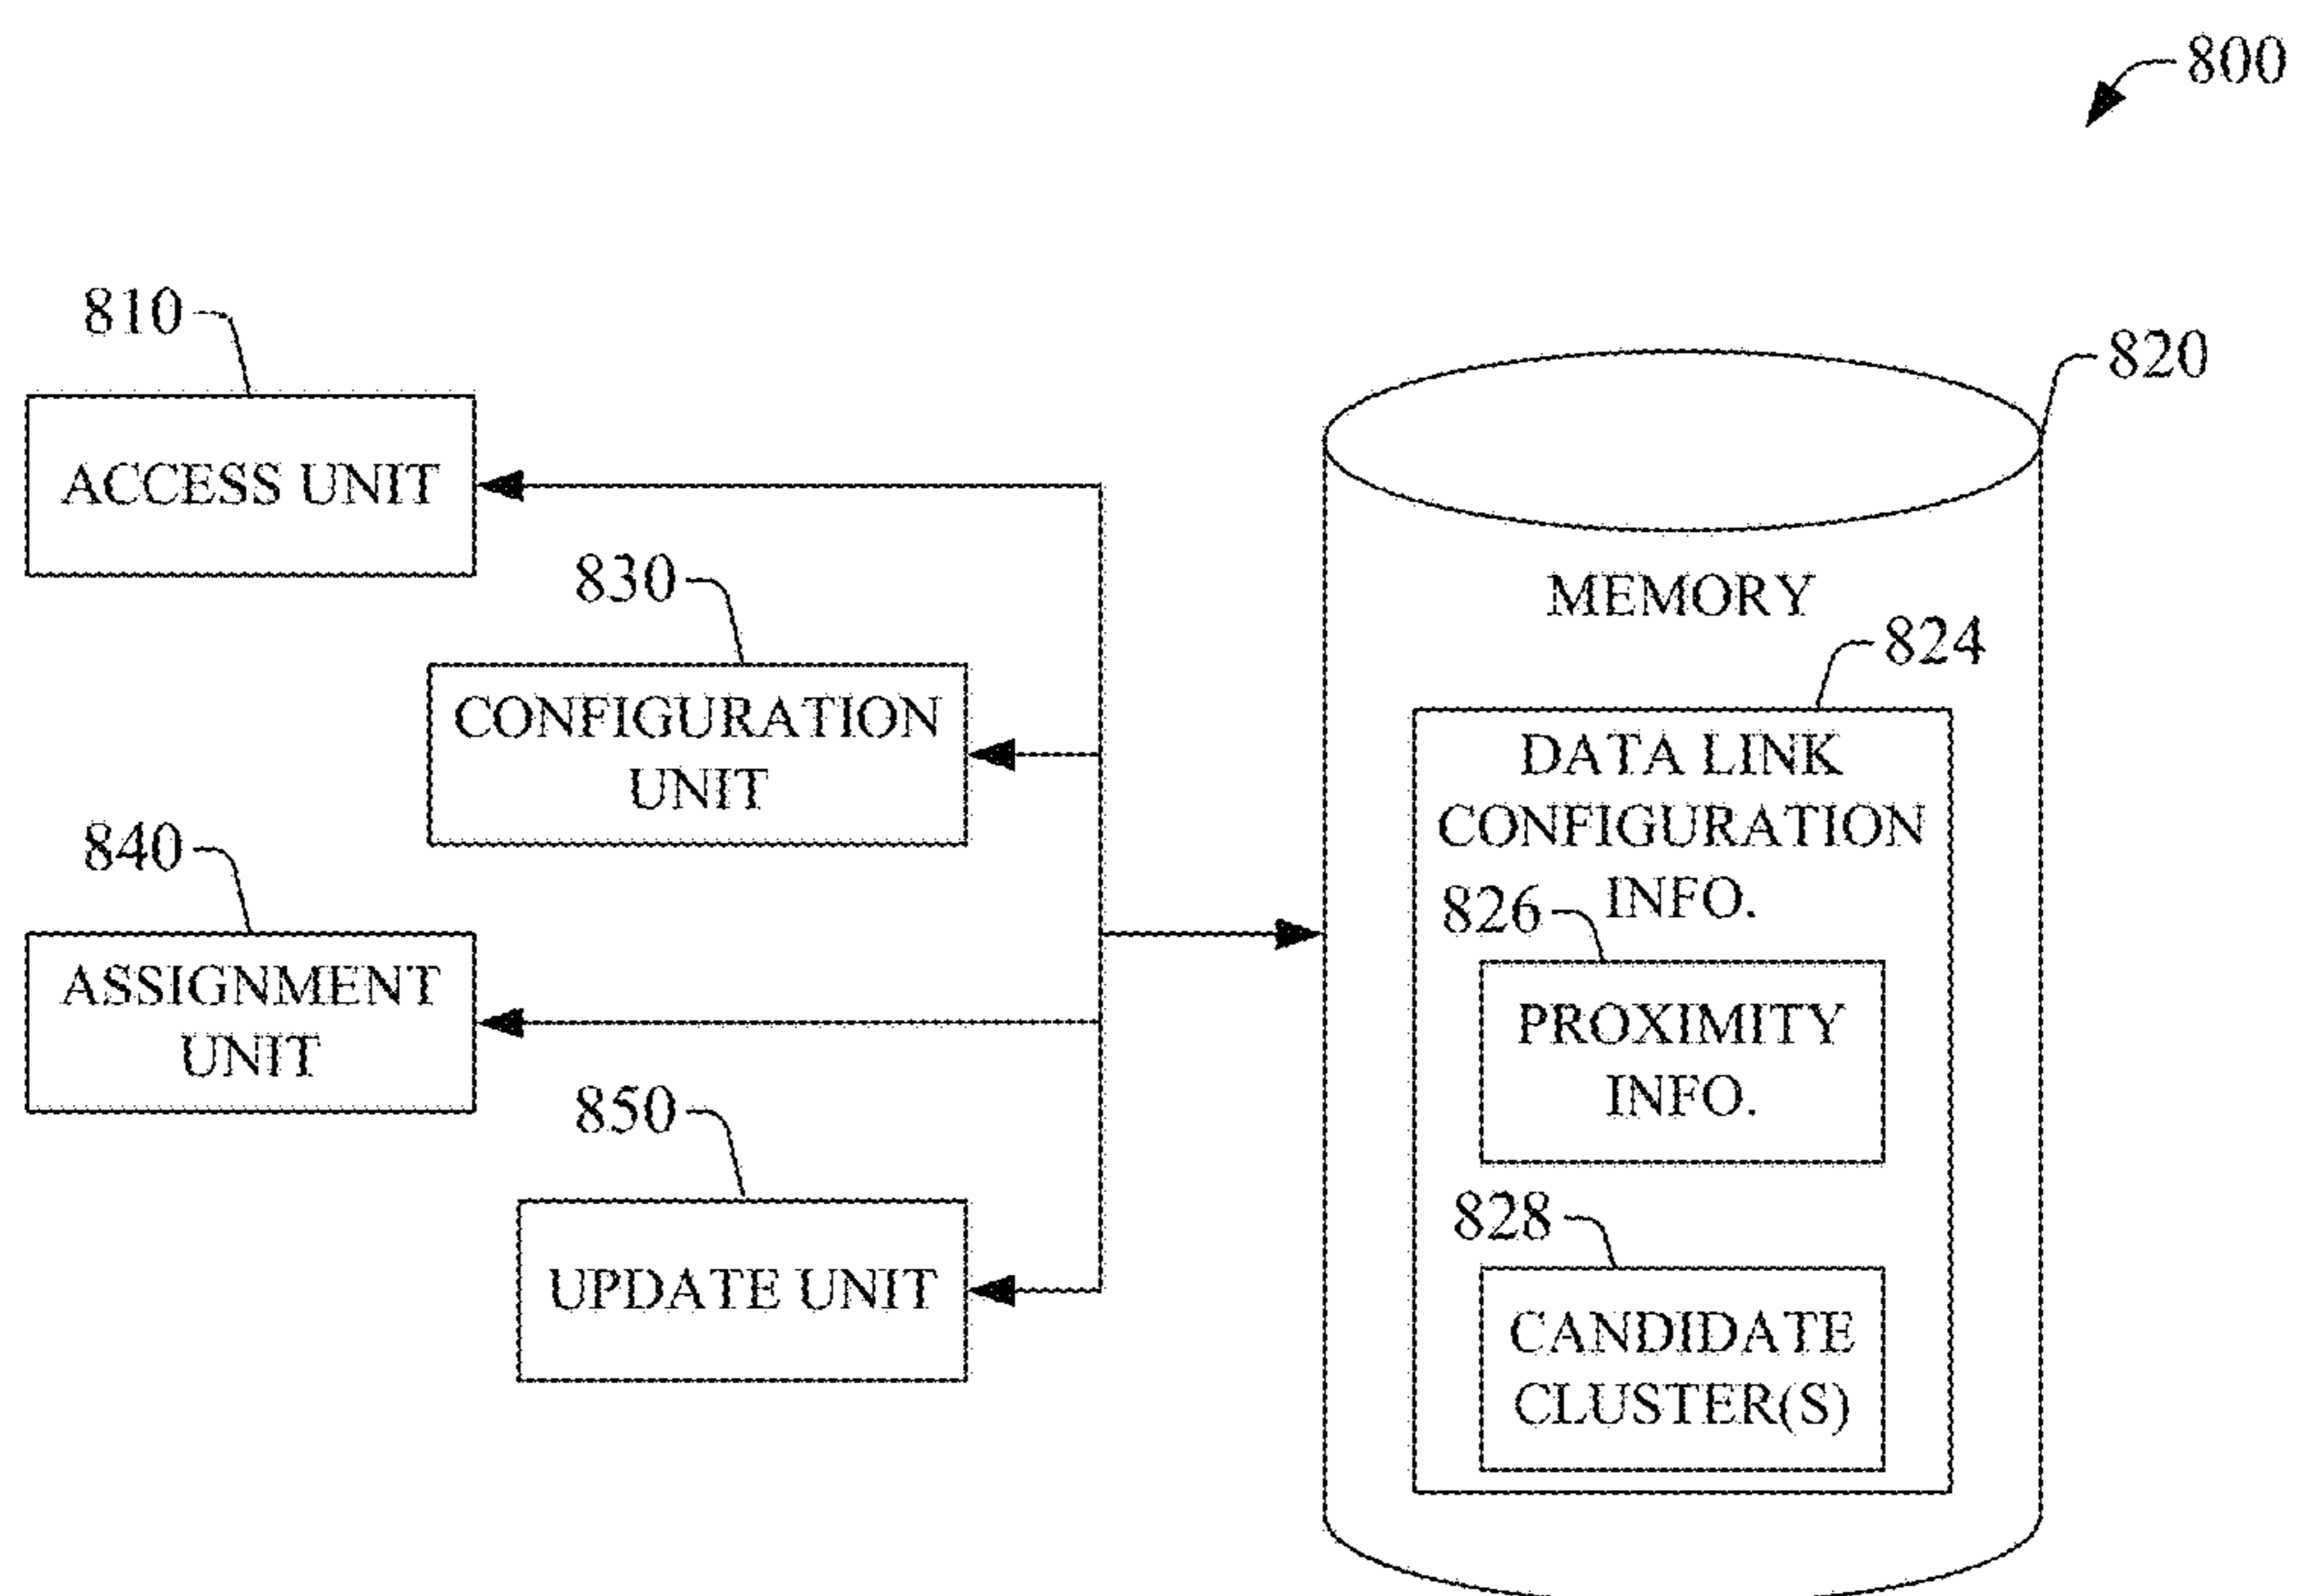 800
810
820
ACCESS UNIT
830
MEMORY
824
CONFIGURATION
UNIT
DATA LINK
CONFIGURATION
INFO.
840
826
ASSIGNMENT
UNIT
PROXIMITY
INFO.
850
828
UPDATE UNIT
CANDIDATE
CLUSTER(S)